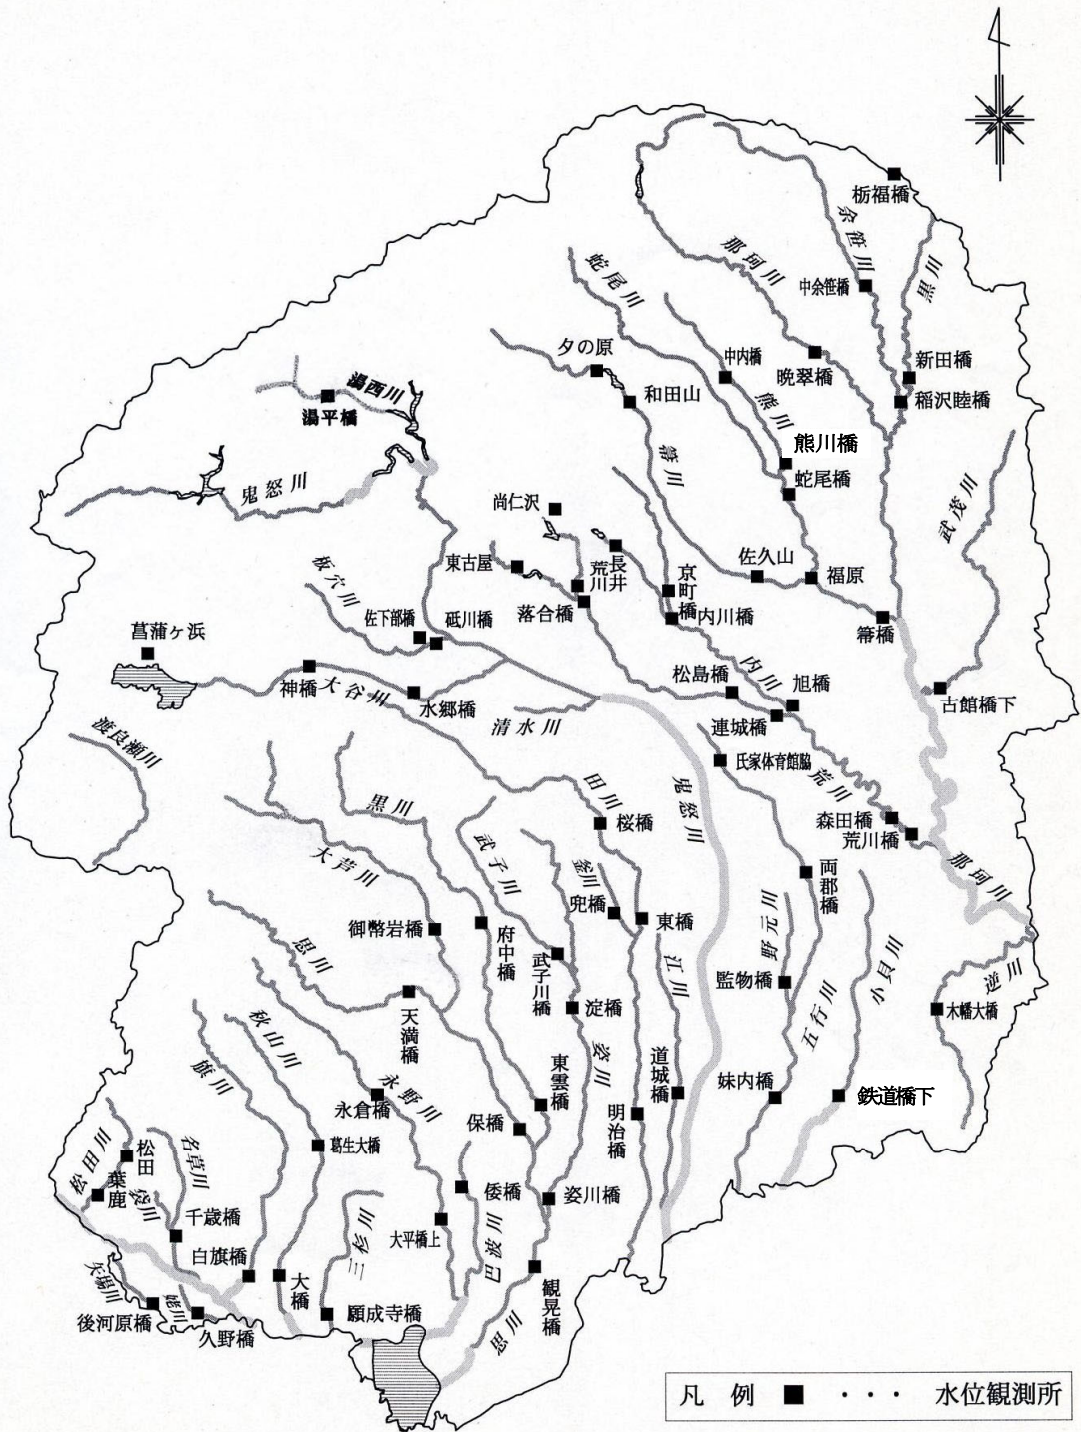 栃福橋
余笹川
那珂川
黒川
蛇尾川
中余笹橋
夕の原
中内橋
晩翠橋
新田橋
稲沢睦橋
湯西川
湯平橋
和田山
熊川
熊川橋
箒川
蛇尾橋
鬼怒川
武茂川
尚仁沢
東古屋
荒川
長井
京町橋
佐久山
福原
板穴川
佐下部橋
砥川橋
落合橋
内川橋
箒橋
菖蒲ヶ浜
神橋
大谷川
水郷橋
松島橋
内川
旭橋
古館橋下
清水川
連城橋
渡良瀬川
氏家体育館脇
荒川
田川
鬼怒川
黒川
桜橋
森田橋
荒川橋
武子川
大芦川
釜川
両郡橋
那珂川
兜橋
東橋
野元川
御幣岩橋
府中橋
思川
武子川橋
江川
小貝川
監物橋
逆川
天満橋
淀橋
五行川
木幡大橋
秋山川
旗川
姿川
道城橋
妹内橋
鉄道橋下
永野川
東雲橋
永倉橋
保橋
明治橋
松田川
松田
名草川
葛生大橋
葉鹿
袋川
倭橋
姿川橋
千歳橋
三杉川
大平橋上
巴波川
白旗橋
矢場川
大橋
観晃橋
姥川
後河原橋
願成寺橋
久野橋
思川
凡 例 ■ ・・・ 水位観測所